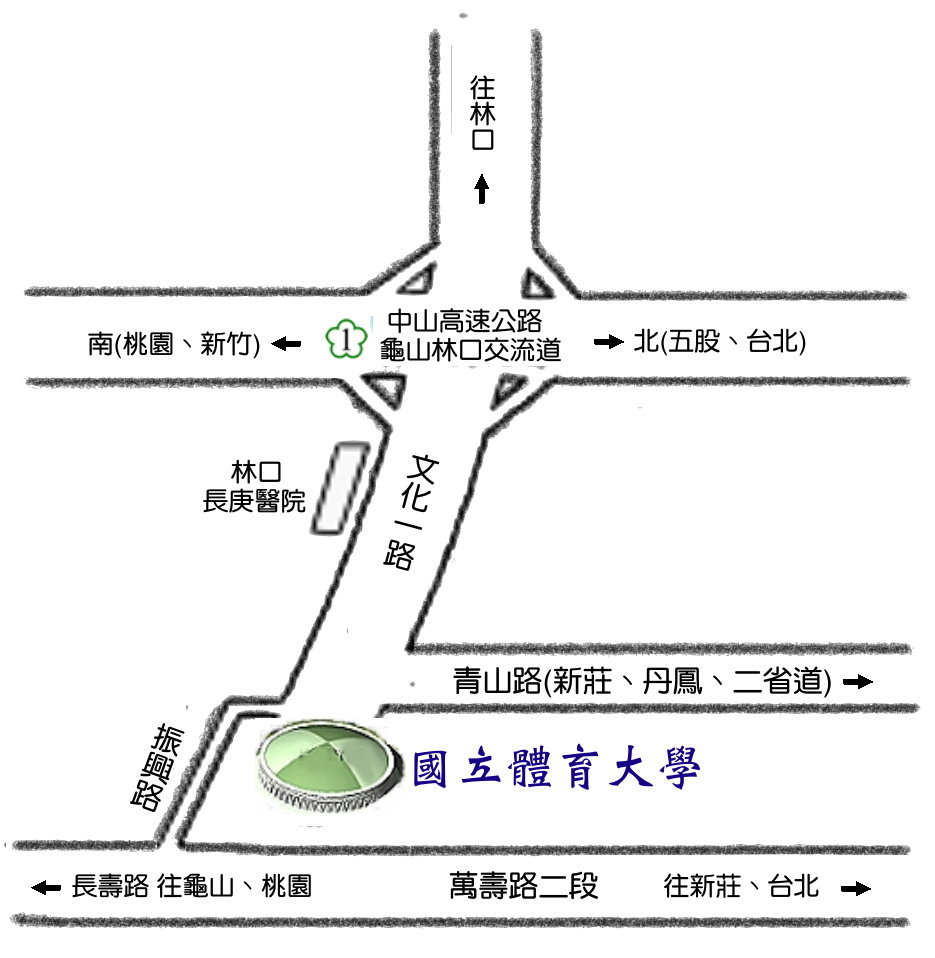 往林口
中山高速公路
南(桃園、新竹)
1
龜山林口交流道
北(五股、台北)
林口
長庚醫院
文化一路
青山路(新莊、丹鳳、二省道)
振興路
國立體育大學
長壽路 往龜山、桃園
萬壽路二段
往新莊、台北